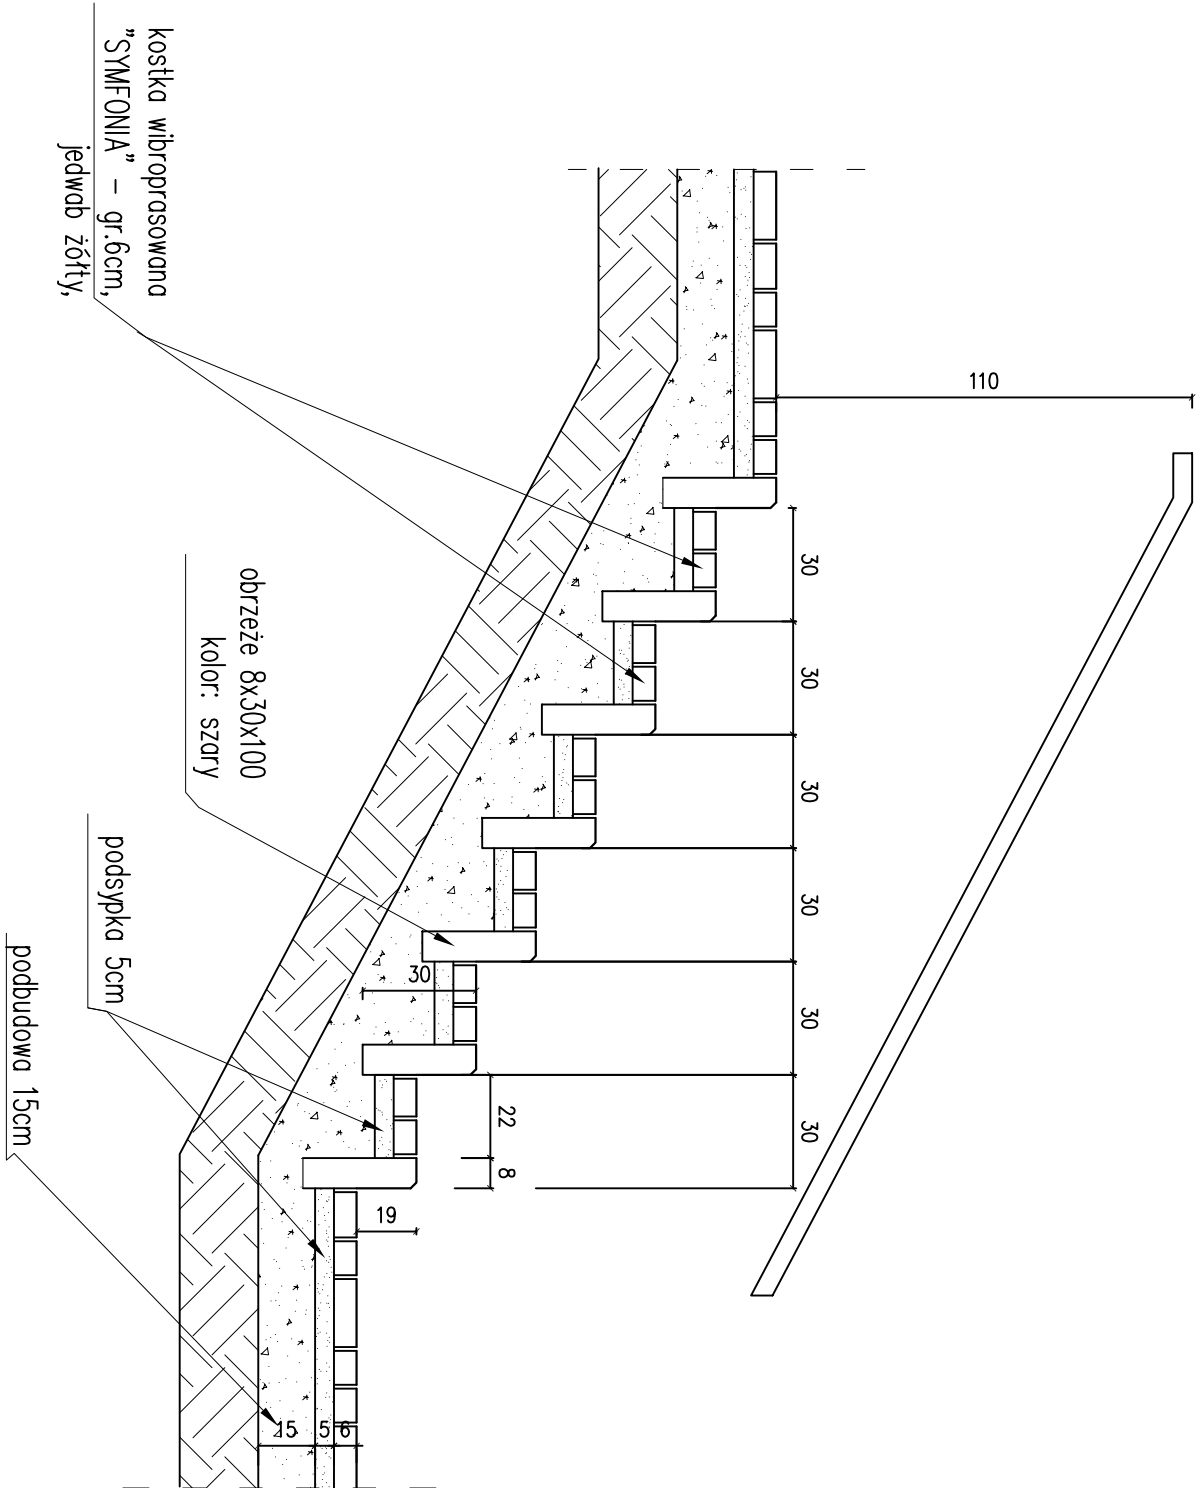 kostka wibroprasowana
"SYMFONIA" - gr.6cm,
jedwab żółty,
obrzeże 8x30x100
kolor: szary
podsypka 5cm
podbudowa 15cm
110
30
30
30
30
30
30
30
22
8
19
15
5
6